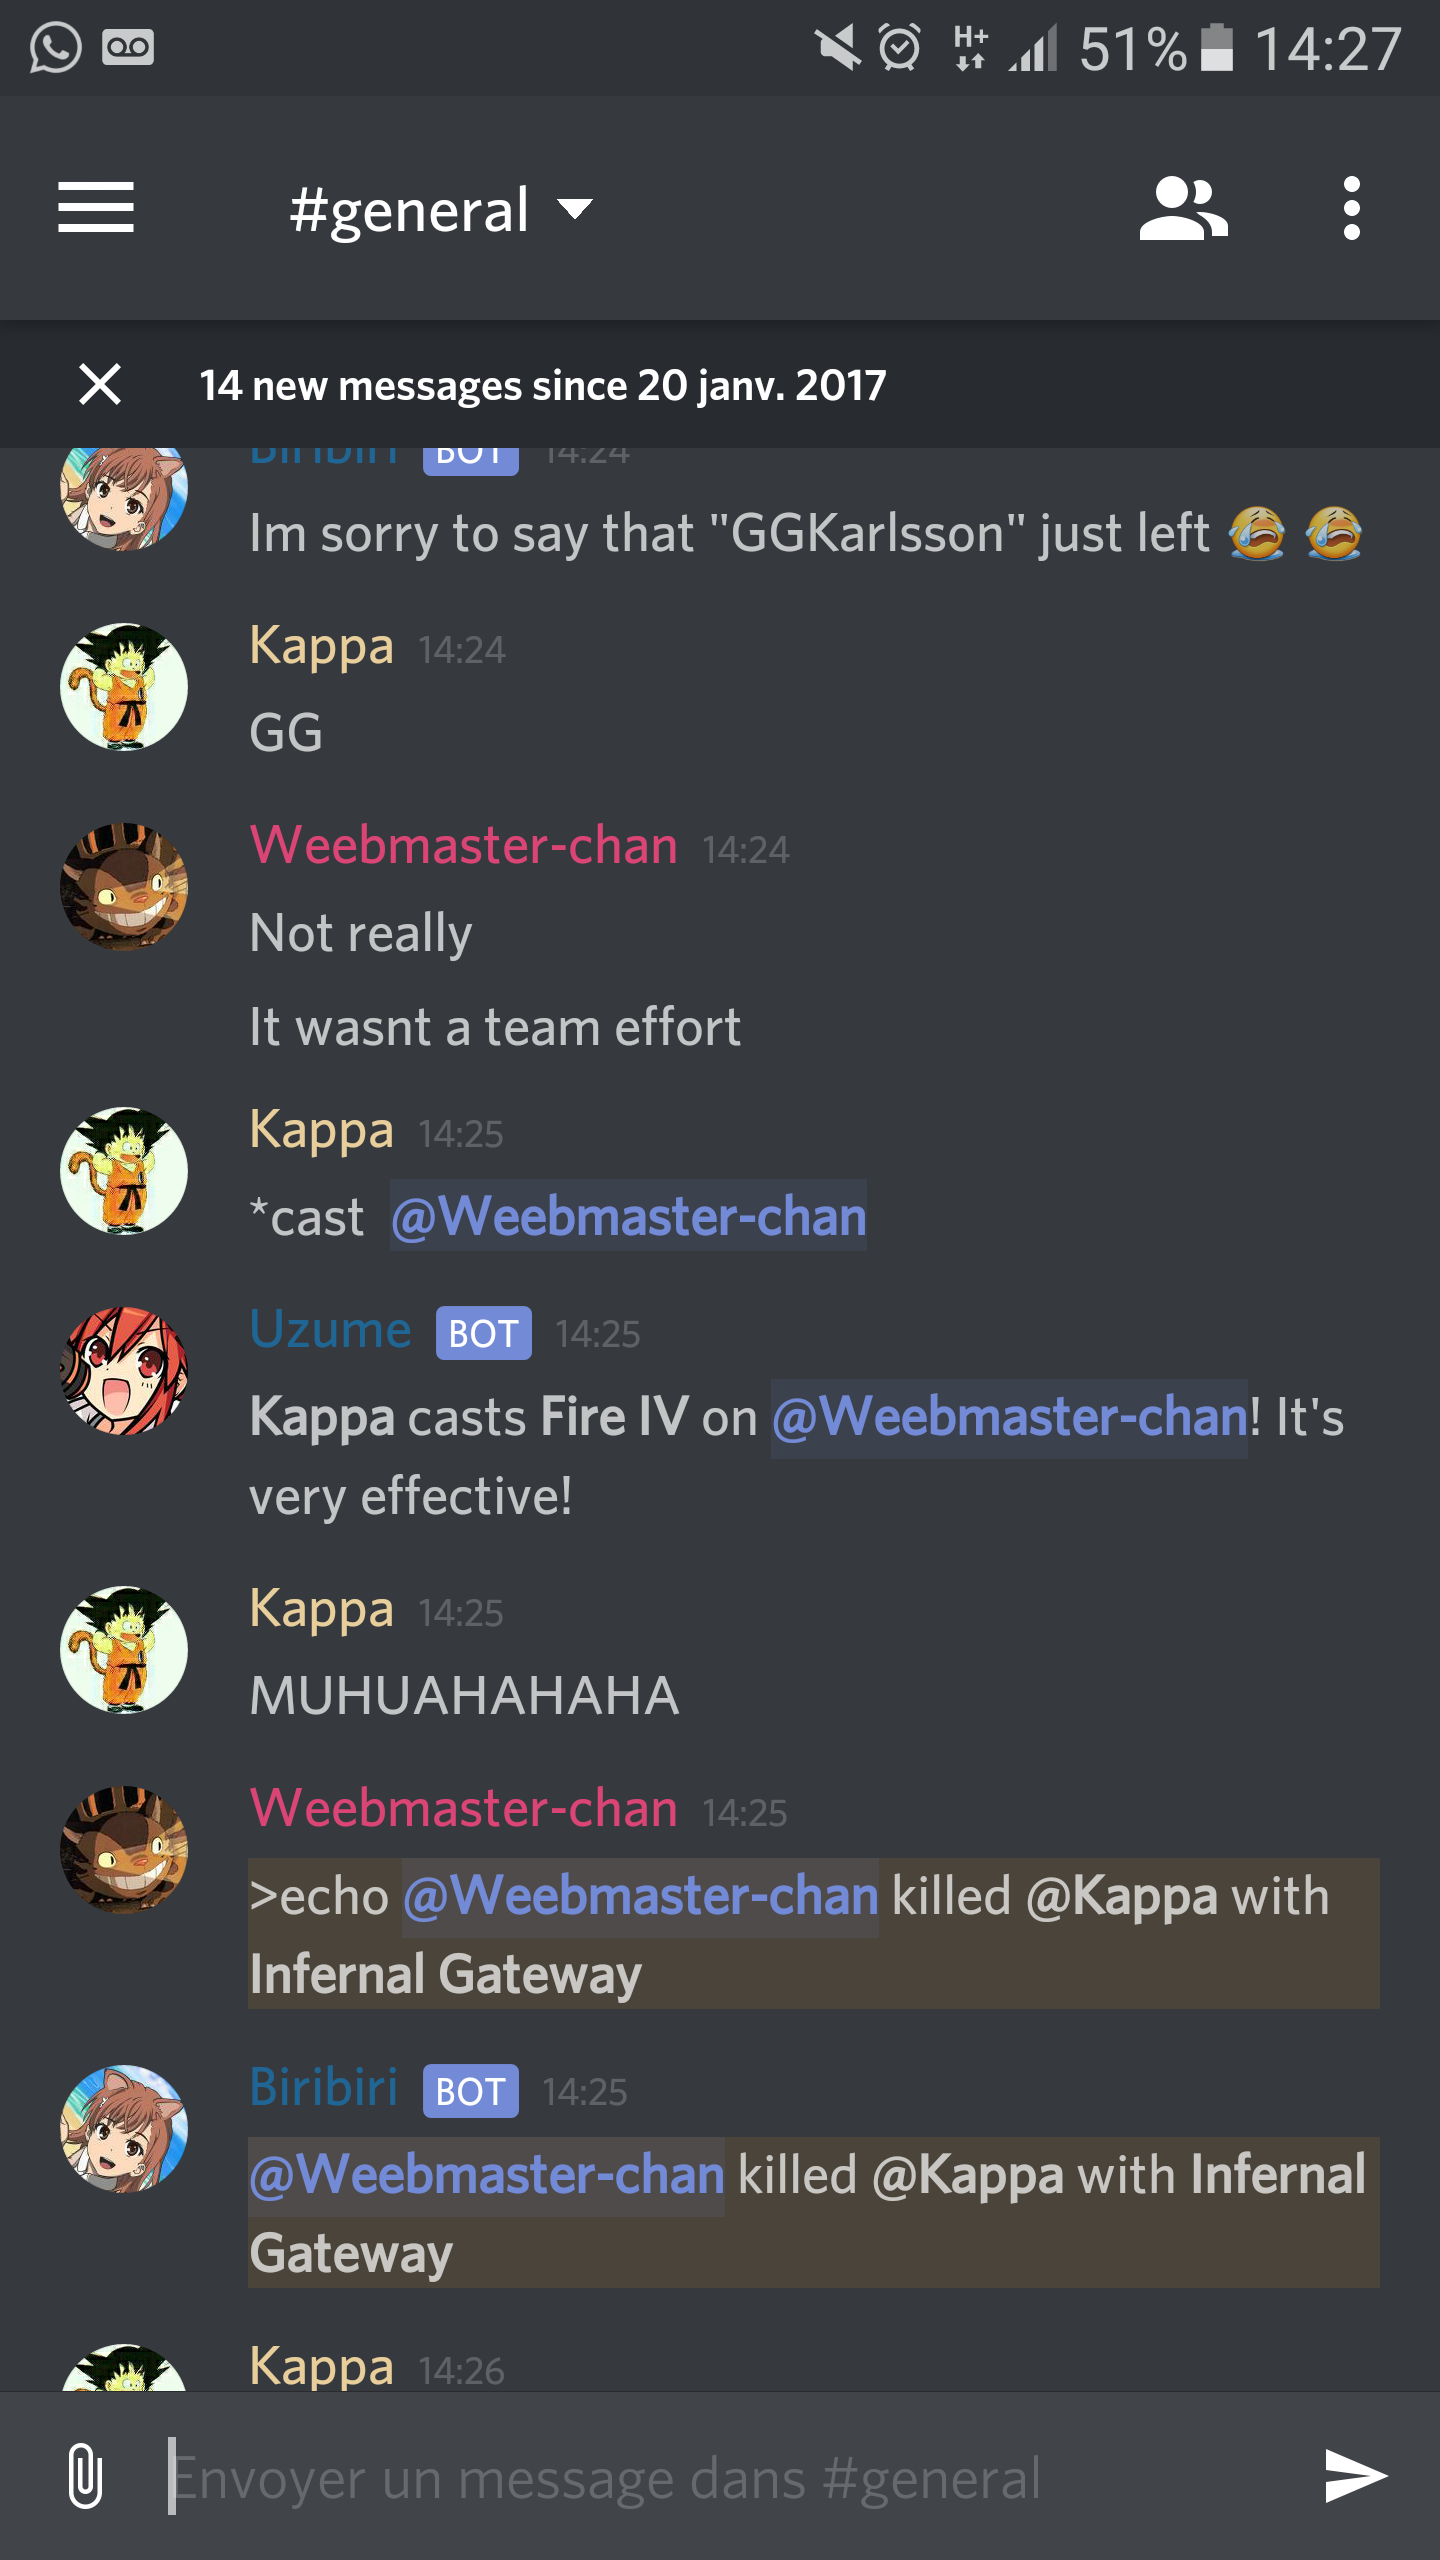 H+ 51% 14:27
#general
14 new messages since 20 janv. 2017
Biribiri BOT 14:24
Im sorry to say that "GGKarlsson" just left 😭 😭
Kappa 14:24
GG
Weebmaster-chan 14:24
Not really
It wasnt a team effort
Kappa 14:25
*cast @Weebmaster-chan
Uzume BOT 14:25
Kappa casts Fire IV on @Weebmaster-chan! It's
very effective!
Kappa 14:25
MUHUAHAHAHA
Weebmaster-chan 14:25
>echo @Weebmaster-chan killed @Kappa with
Infernal Gateway
Biribiri BOT 14:25
@Weebmaster-chan killed @Kappa with Infernal
Gateway
Kappa 14:26
Envoyer un message dans #general